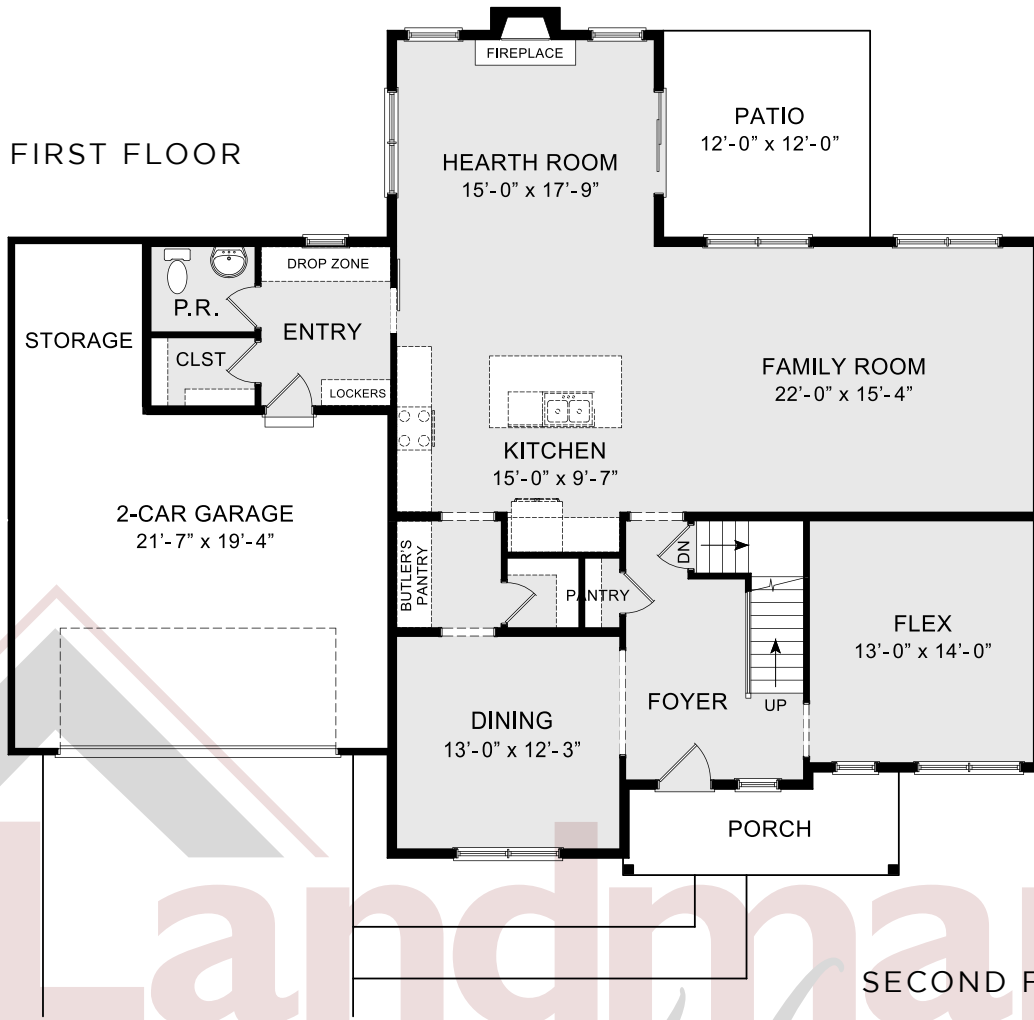 FIREPLACE
PATIO
12'-0" x 12'-0"
FIRST FLOOR
HEARTH ROOM
15'-0" x 17'-9"
DROP ZONE
P.R.
ENTRY
STORAGE
CLST
LOCKERS
FAMILY ROOM
22'-0" x 15'-4"
KITCHEN
15'-0" x 9'-7"
2-CAR GARAGE
21'-7" x 19'-4"
BUTLER'S
PANTRY
PANTRY
DN
FLEX
13'-0" x 14'-0"
FOYER
UP
DINING
13'-0" x 12'-3"
PORCH
Landmar
SECOND F